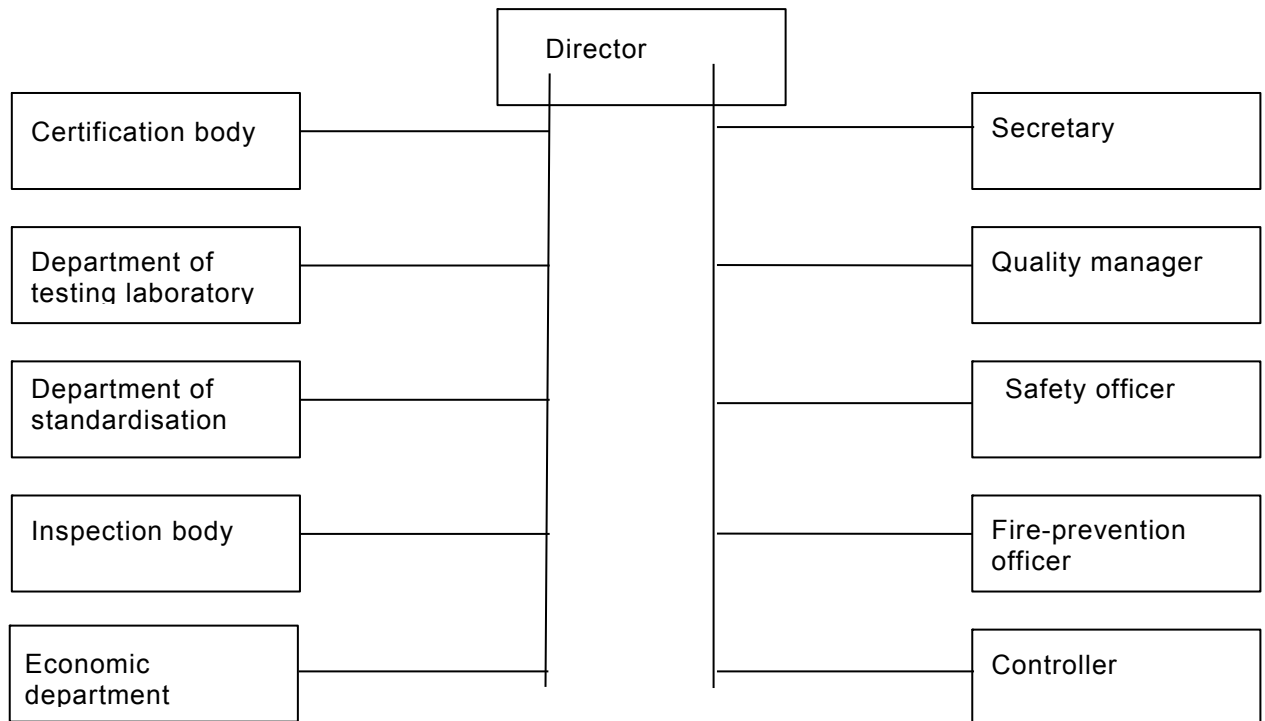 Director
Certification body
Secretary
Department of
testing laboratory
Quality manager
Department of
standardisation
Safety officer
Inspection body
Fire-prevention
officer
Economic
department
Controller